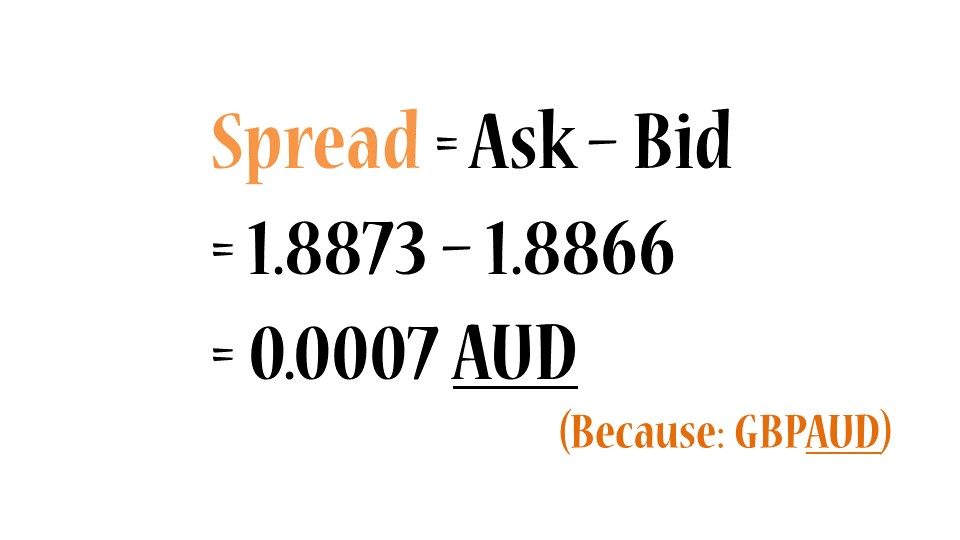 Spread = Ask – Bid
= 1.8873 – 1.8866
= 0.0007 AUD
(Because: GBPAUD)